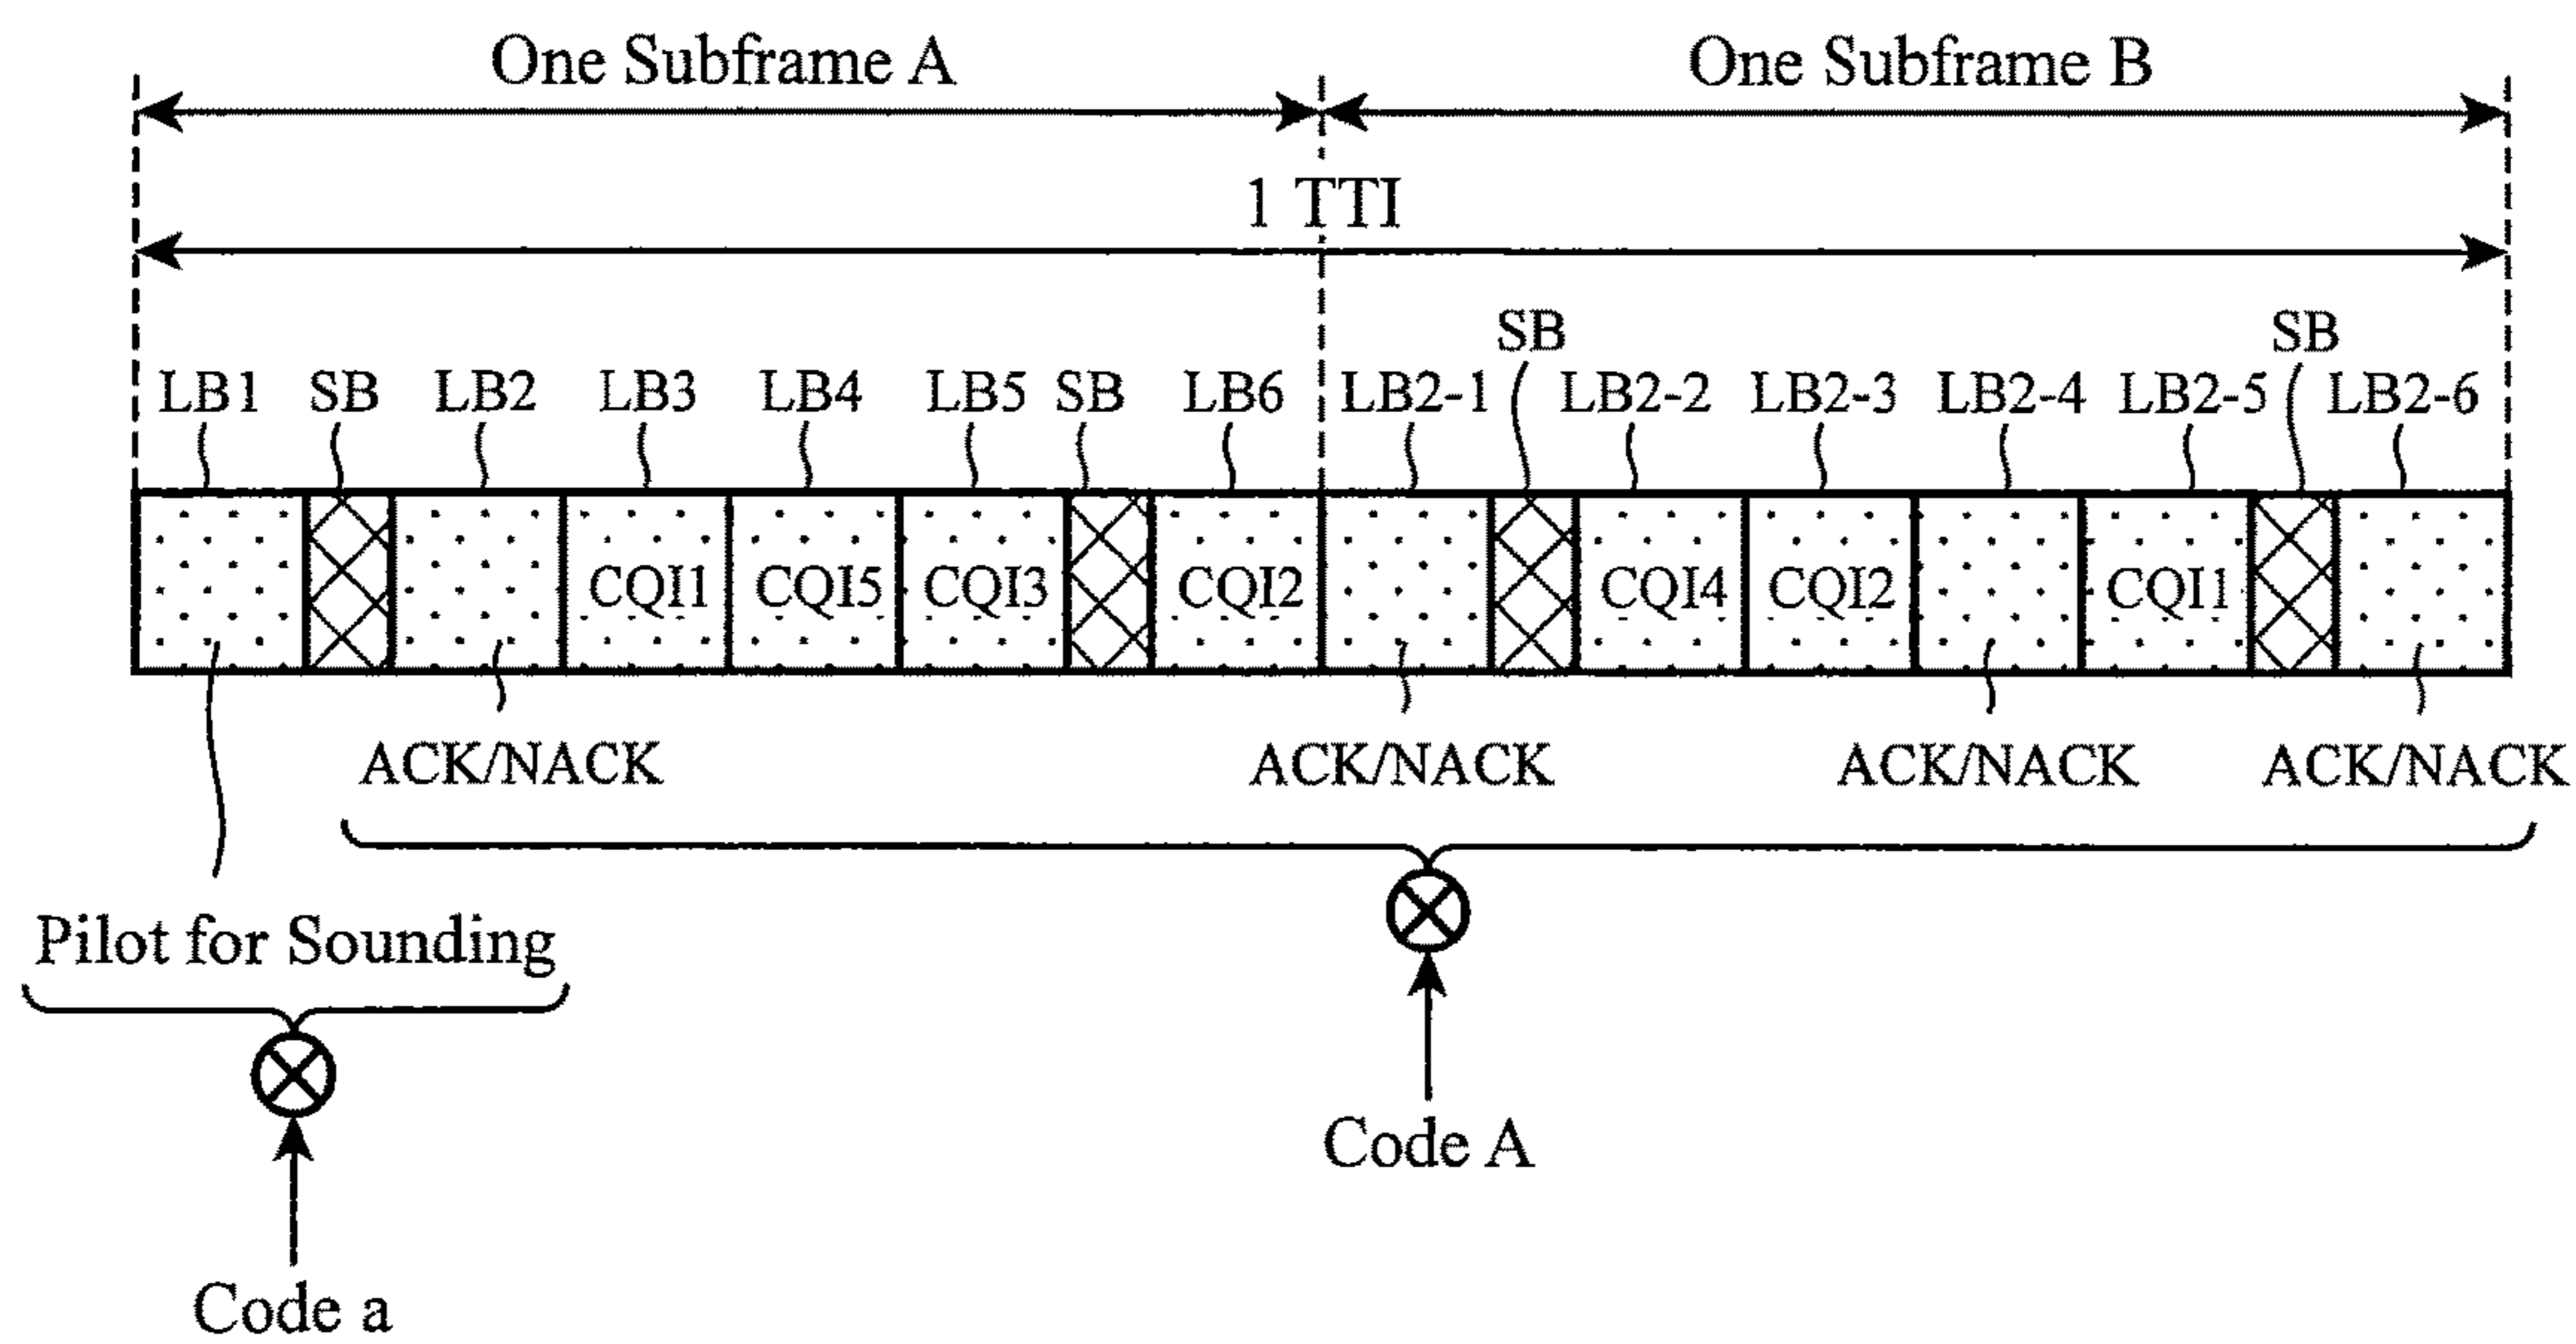 One Subframe A One Subframe B
1 TTI
SB SB
LB1 SB LB2 LB3 LB4 LB5 SB LB6 LB2-1 LB2-2 LB2-3 LB2-4 LB2-5 LB2-6
CQI1 CQI5 CQI3 CQI2 CQI4 CQI2 CQI1
ACK/NACK ACK/NACK ACK/NACK ACK/NACK
Pilot for Sounding
Code A
Code a